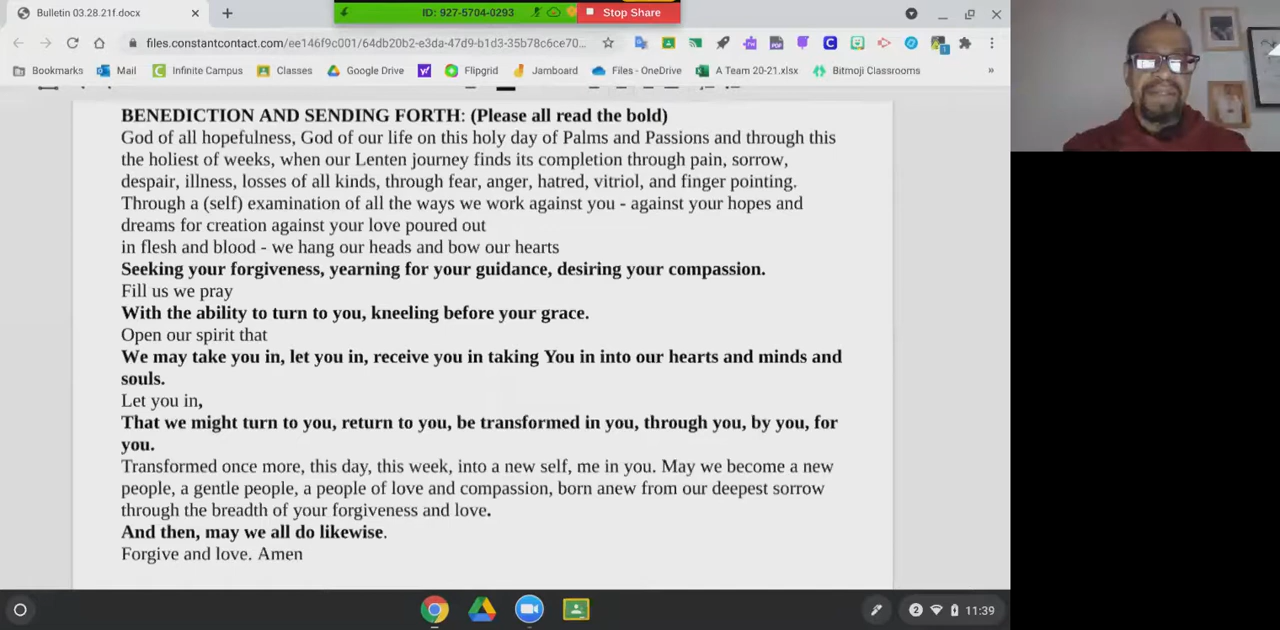 Bulletin 03.28.21f.docx
ID: 927-5704-0293
Stop Share
files.constantcontact.com/ee146f9c001/64db20b2-e3da-47d9-b1d3-35b78c6ce70...
Bookmarks Mail Infinite Campus Classes Google Drive Flipgrid Jamboard Files - OneDrive A Team 20-21.xlsx Bitmoji Classrooms »
BENEDICTION AND SENDING FORTH: (Please all read the bold)
God of all hopefulness, God of our life on this holy day of Palms and Passions and through this
the holiest of weeks, when our Lenten journey finds its completion through pain, sorrow,
despair, illness, losses of all kinds, through fear, anger, hatred, vitriol, and finger pointing.
Through a (self) examination of all the ways we work against you - against your hopes and
dreams for creation against your love poured out
in flesh and blood - we hang our heads and bow our hearts
Seeking your forgiveness, yearning for your guidance, desiring your compassion.
Fill us we pray
With the ability to turn to you, kneeling before your grace.
Open our spirit that
We may take you in, let you in, receive you in taking You in into our hearts and minds and
souls.
Let you in,
That we might turn to you, return to you, be transformed in you, through you, by you, for
you.
Transformed once more, this day, this week, into a new self, me in you. May we become a new
people, a gentle people, a people of love and compassion, born anew from our deepest sorrow
through the breadth of your forgiveness and love.
And then, may we all do likewise.
Forgive and love. Amen
2 11:39